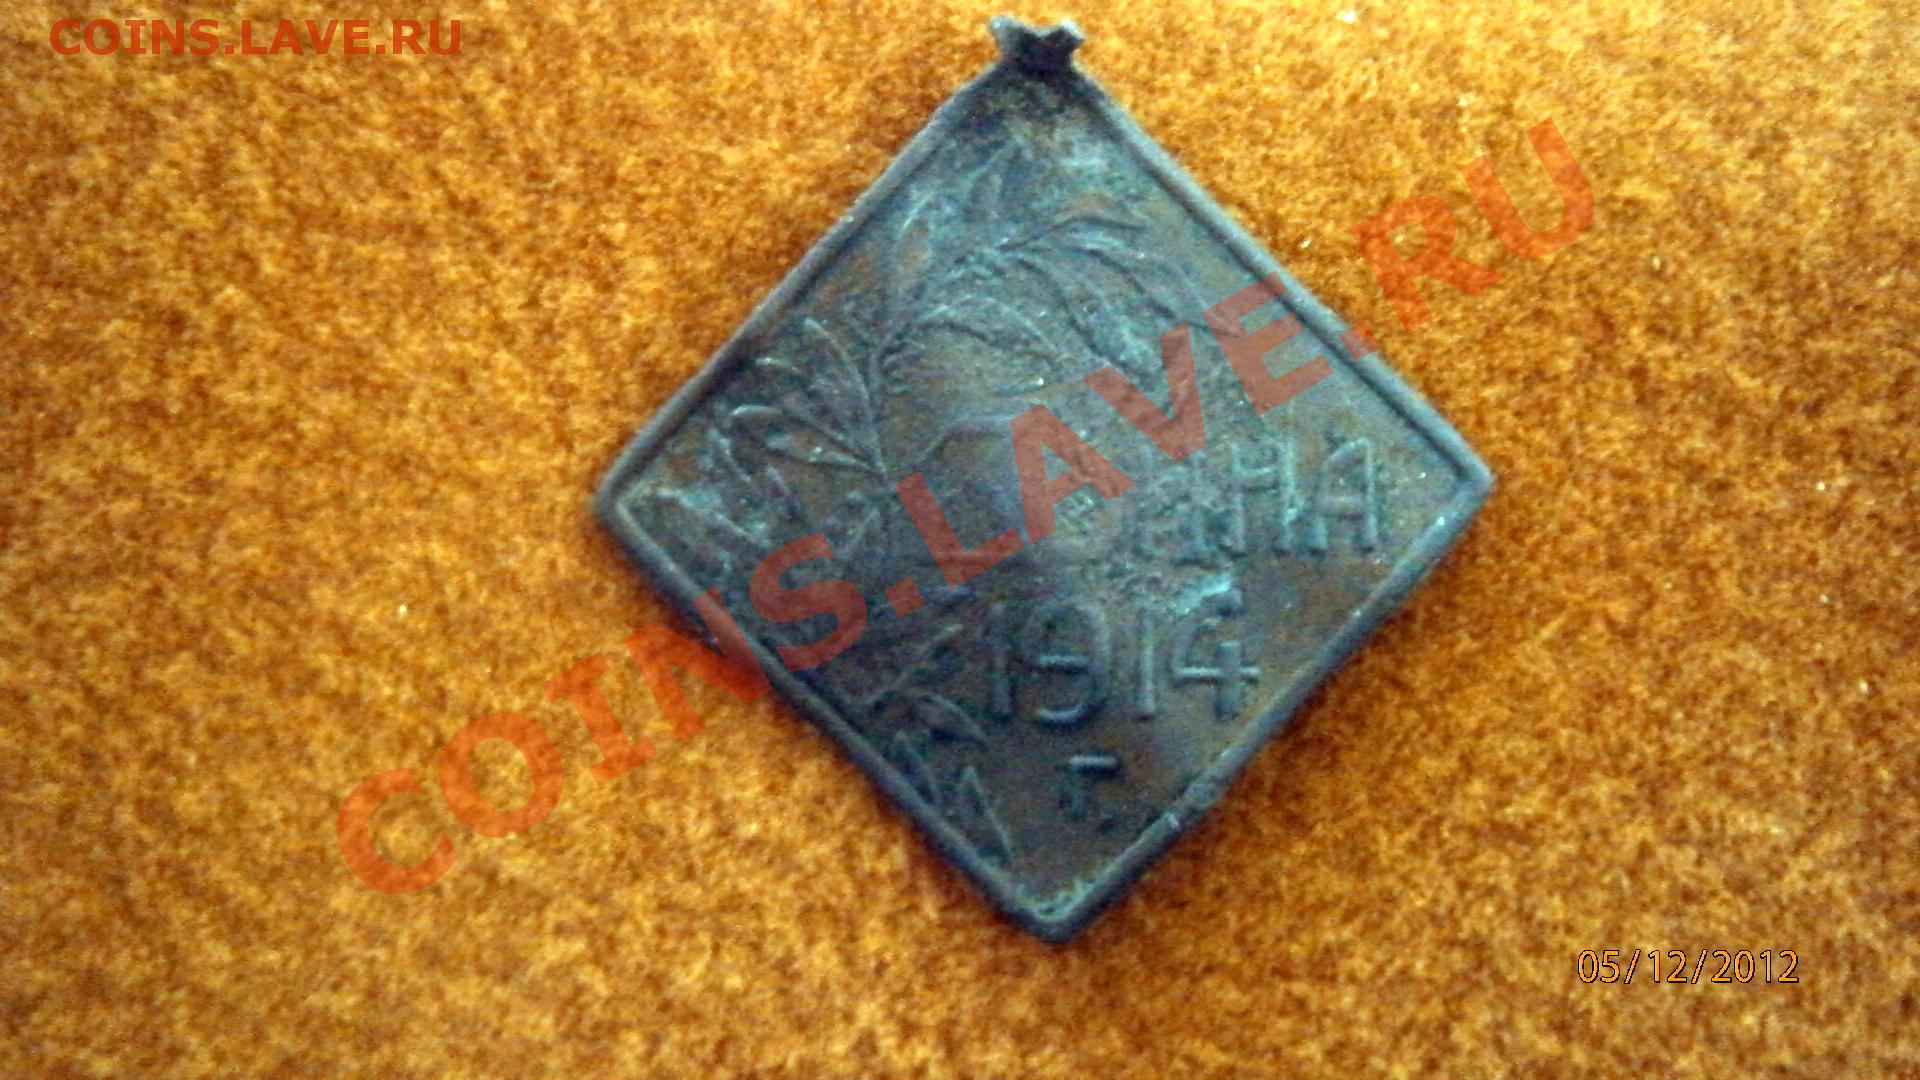 COINS.LAVE.RU
COINS.LAVE.RU
1914
Г.
05/12/2012